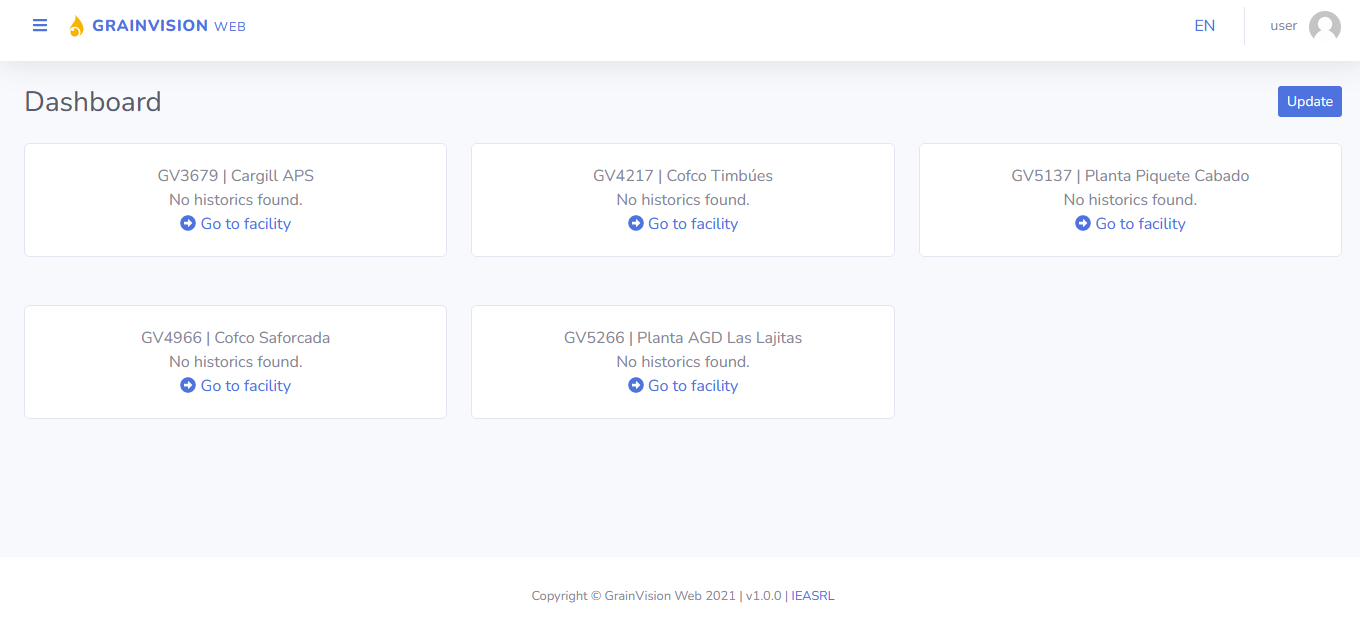 GRAINVISION WEB
EN
user
Dashboard
Update
GV3679 | Cargill APS
No historics found.
Go to facility
GV4217 | Cofco Timbúes
No historics found.
Go to facility
GV5137 | Planta Piquete Cabado
No historics found.
Go to facility
GV4966 | Cofco Saforcada
No historics found.
Go to facility
GV5266 | Planta AGD Las Lajitas
No historics found.
Go to facility
Copyright © GrainVision Web 2021 | v1.0.0 | IEASRL